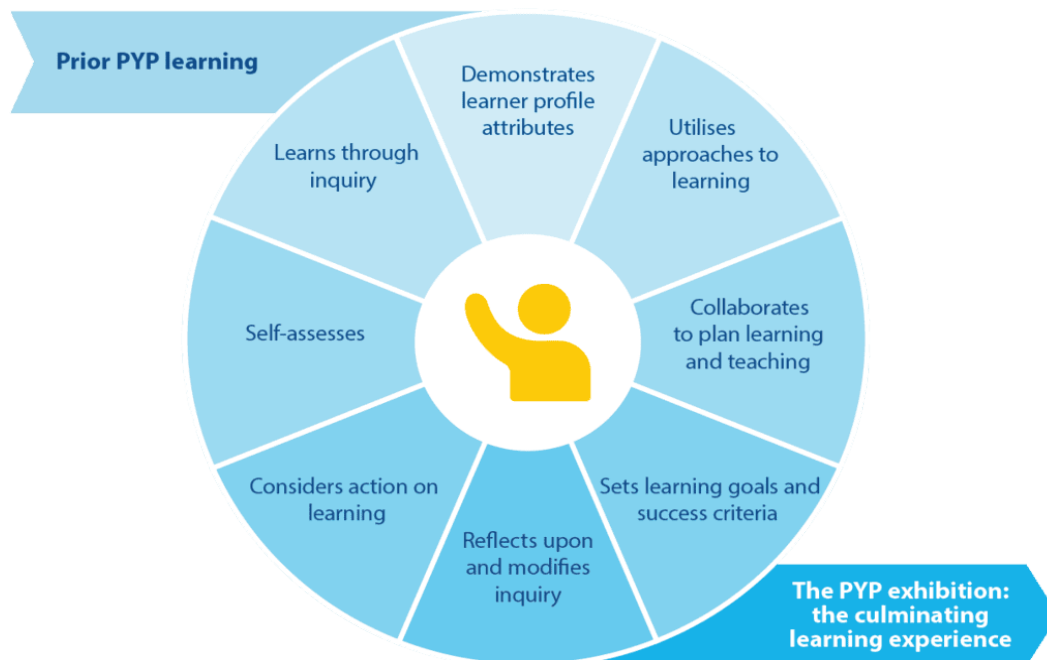 Prior PYP learning
Demonstrates
learner profile
attributes
Utilises
approaches to
learning
Collaborates
to plan learning
and teaching
Sets learning goals and
success criteria
Reflects upon
and modifies
inquiry
Considers action on
learning
Self-assesses
Learns through
inquiry
The PYP exhibition:
the culminating
learning experience